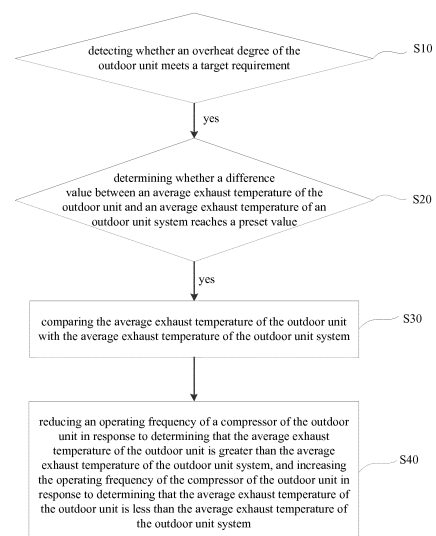 detecting whether an overheat degree of the
outdoor unit meets a target requirement
S10
yes
determining whether a difference
value between an average exhaust temperature of the
outdoor unit and an average exhaust temperature of an
outdoor unit system reaches a preset value
S20
yes
comparing the average exhaust temperature of the outdoor unit
with the average exhaust temperature of the outdoor unit system
S30
reducing an operating frequency of a compressor of the outdoor
unit in response to determining that the average exhaust
temperature of the outdoor unit is greater than the average
exhaust temperature of the outdoor unit system, and increasing
the operating frequency of the compressor of the outdoor unit in
response to determining that the average exhaust temperature of
the outdoor unit is less than the average exhaust temperature of
the outdoor unit system
S40